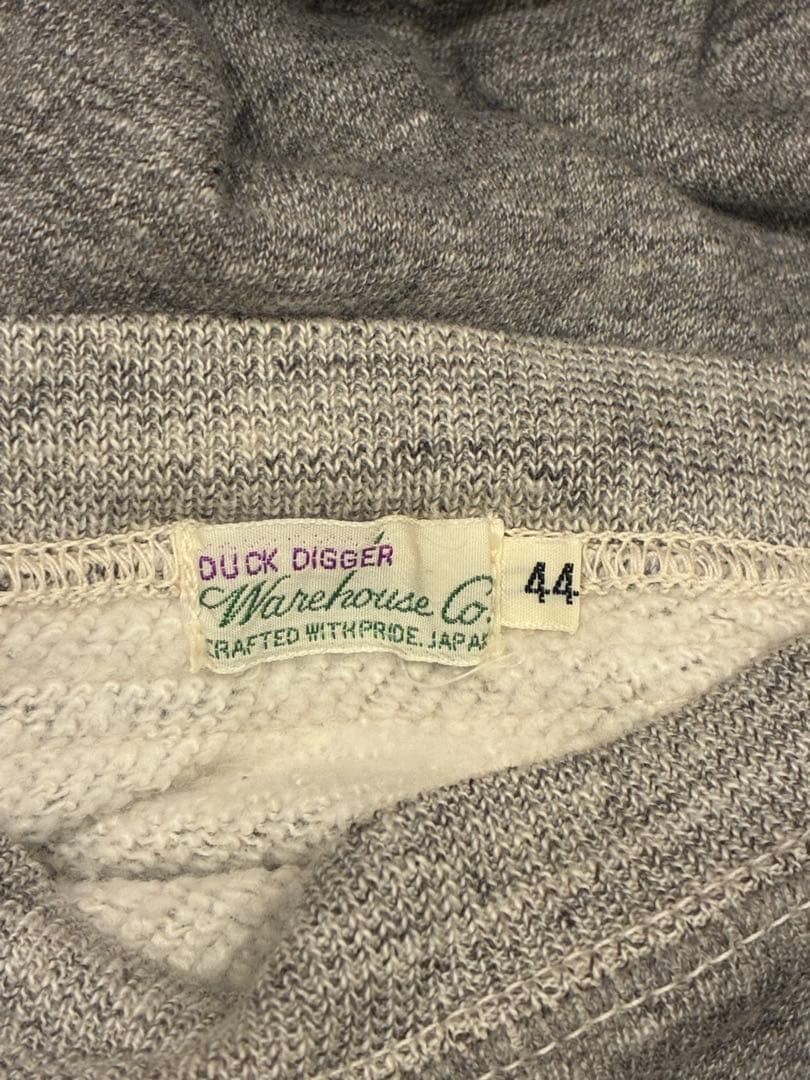 DUCK DIGGER
Warehouse Co.
CRAFTED WITH PRIDE. JAPAN
44